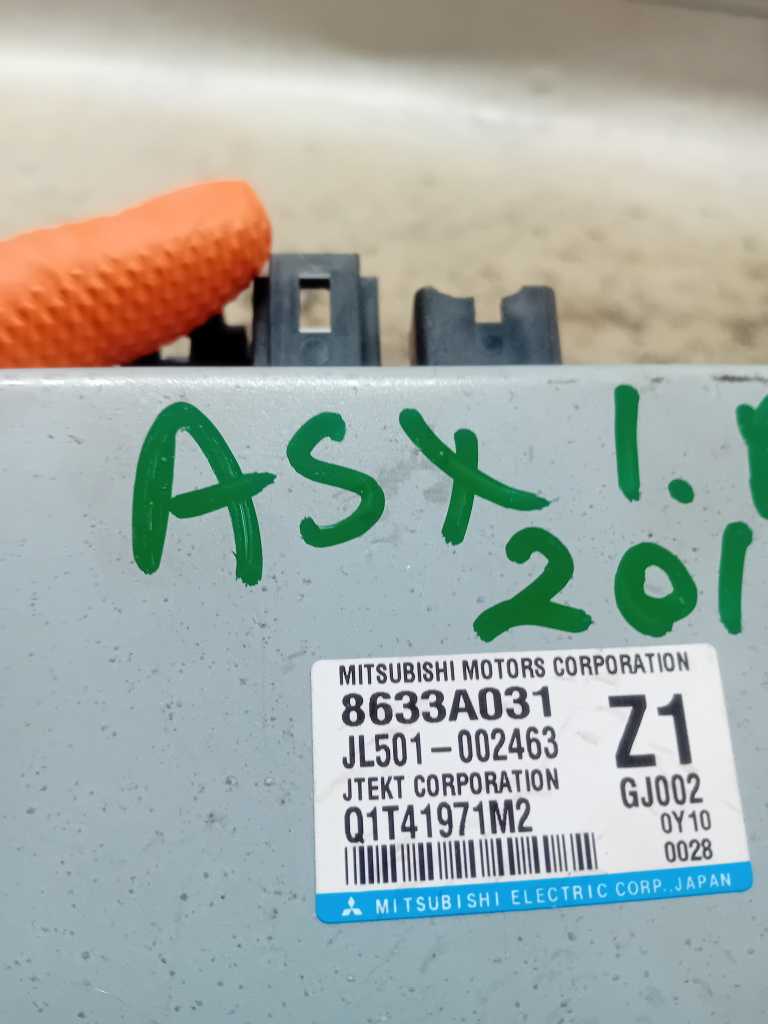 ASX 1.
201
MITSUBISHI MOTORS CORPORATION
8633A031
Z1
JL501-002463
JTEKT CORPORATION
GJ002
Q1T41971M2
0Y10
0028
MITSUBISHI ELECTRIC CORP., JAPAN